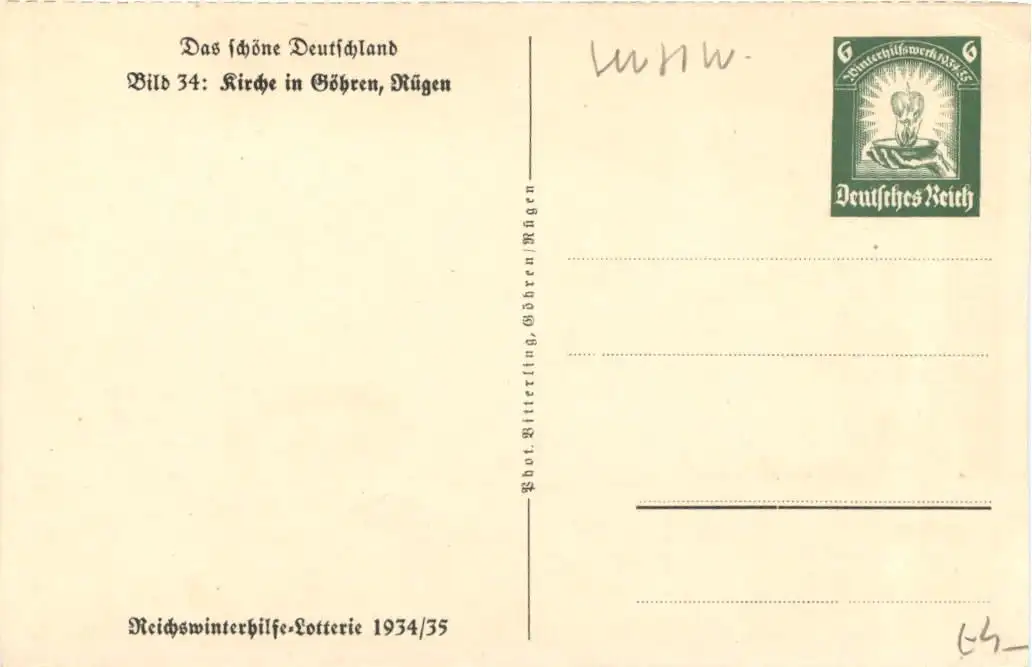 Das schöne Deutschland
Bild 34: Kirche in Göhren, Rügen
Reichswinterhilfe-Lotterie 1934/35
Phot. Bitterling, Göhren/Rügen
6 6
Winterhilfswerk 1934/35
Deutsches Reich